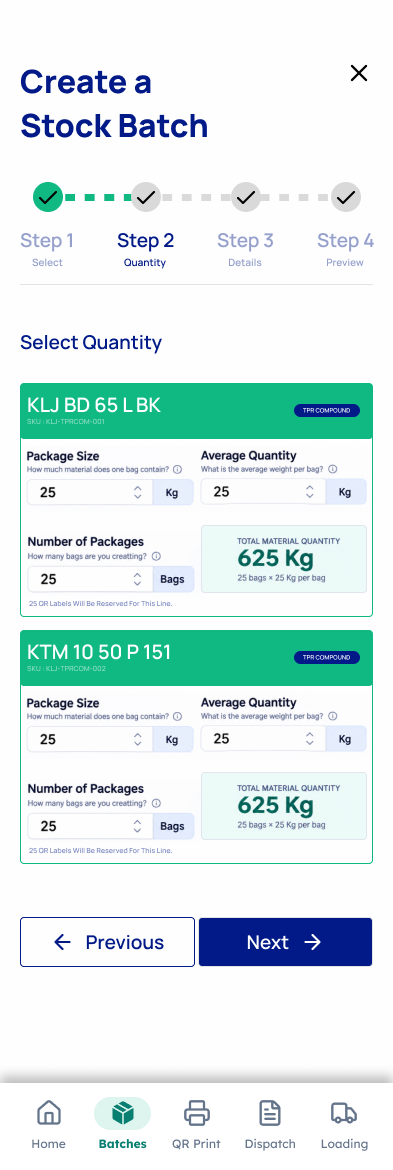 Create a
Stock Batch
Step 1
Step 2
Step 3
Step 4
Select
Quantity
Details
Preview
Select Quantity
KLJ BD 65 L BK
SKU : KLJ-TPRCOM-001
TPR COMPOUND
Package Size
How much material does one bag contain?
25
Kg
Average Quantity
What is the average weight per bag?
25
Kg
Number of Packages
How many bags are you creatting?
25
Bags
25 QR Labels Will Be Reserved For This Line.
TOTAL MATERIAL QUANTITY
625 Kg
25 bags × 25 Kg per bag
KTM 10 50 P 151
SKU : KLJ-TPRCOM-002
TPR COMPOUND
Package Size
How much material does one bag contain?
25
Kg
Average Quantity
What is the average weight per bag?
25
Kg
Number of Packages
How many bags are you creatting?
25
Bags
25 QR Labels Will Be Reserved For This Line.
TOTAL MATERIAL QUANTITY
625 Kg
25 bags × 25 Kg per bag
Previous
Next
Home
Batches
QR Print
Dispatch
Loading